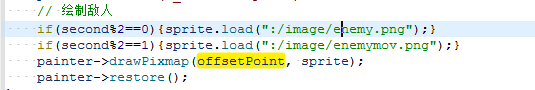 // 绘制敌人
if(second%2==0){sprite.load(":/image/enemy.png");}
if(second%2==1){sprite.load(":/image/enemymov.png");}
painter->drawPixmap(offsetPoint, sprite);
painter->restore();